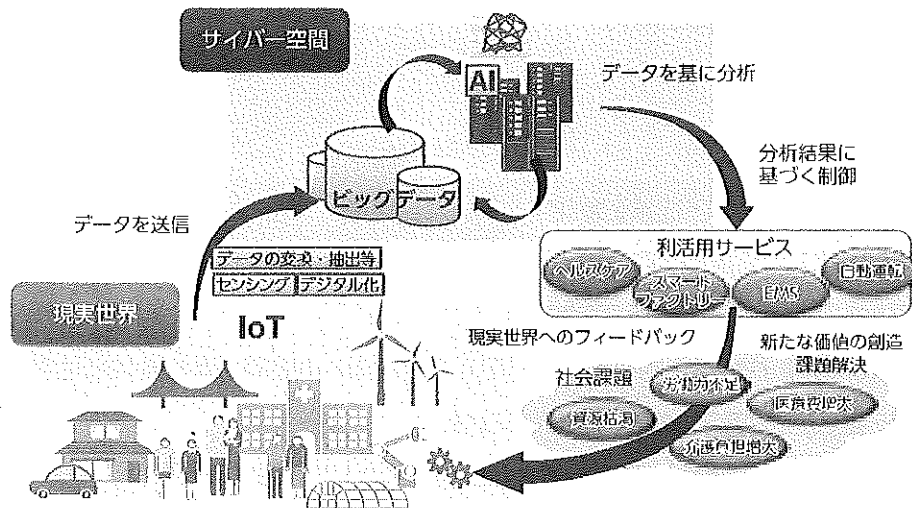 サイバー空間
AI
データを基に分析
分析結果に
基づく制御
ビッグデータ
データを送信
データの変換・抽出等
センシング
デジタル化
現実世界
IoT
利活用サービス
ヘルスケア
スマート
ファクトリー
EMS
自動運転
現実世界へのフィードバック
新たな価値の創造
課題解決
社会課題
労働力不足
資源枯渇
医療費増大
介護負担増大